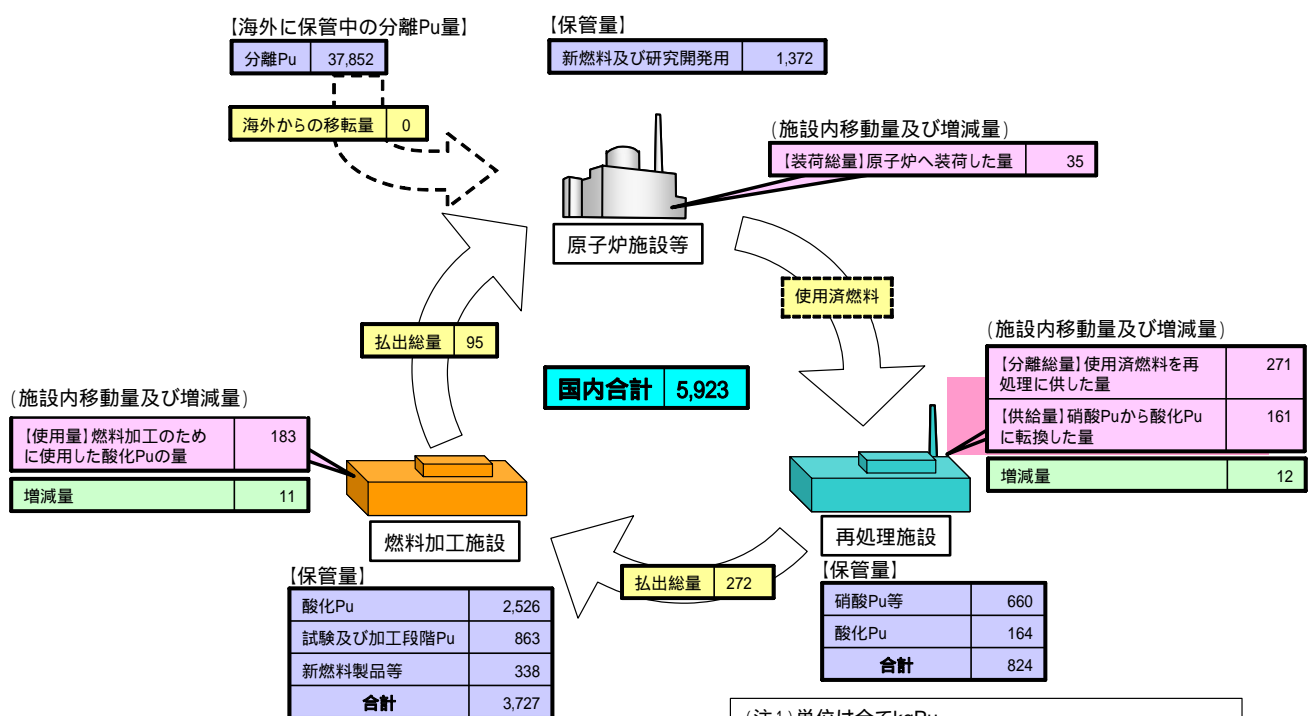 【海外に保管中の分離Pu量】
分離Pu 37,852
海外からの移転量 0
【保管量】
新燃料及び研究開発用 1,372
(施設内移動量及び増減量)
【装荷総量】原子炉へ装荷した量 35
原子炉施設等
使用済燃料
払出総量 95
国内合計 5,923
(施設内移動量及び増減量)
【分離総量】使用済燃料を再
処理に供した量 271
【供給量】硝酸Puから酸化Pu
に転換した量 161
増減量 12
(施設内移動量及び増減量)
【使用量】燃料加工のため
に使用した酸化Puの量 183
増減量 11
燃料加工施設
再処理施設
払出総量 272
【保管量】
酸化Pu 2,526
試験及び加工段階Pu 863
新燃料製品等 338
合計 3,727
【保管量】
硝酸Pu等 660
酸化Pu 164
合計 824
(注1)単位は全てkgPu